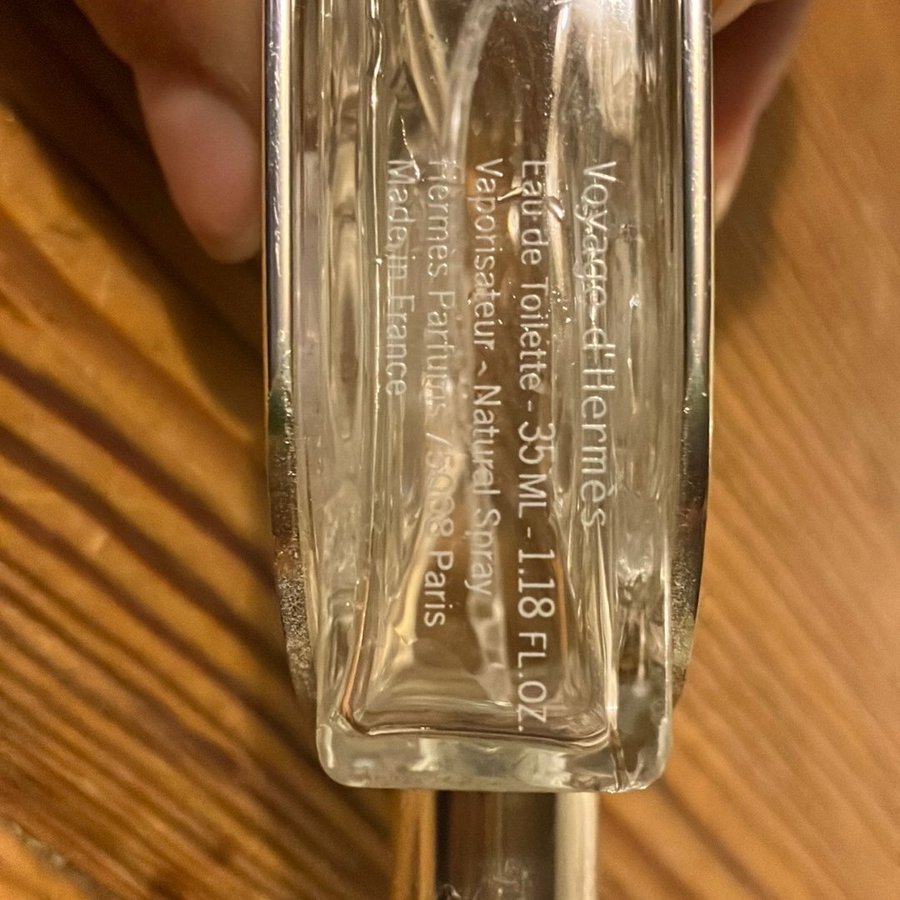 Voyage d'Hermès
Eau de Toilette - 35 ML - 1.18 FL.OZ.
Vaporisateur ~ Natural Spray
Hermès Parfums / 5008 Paris
Made in France